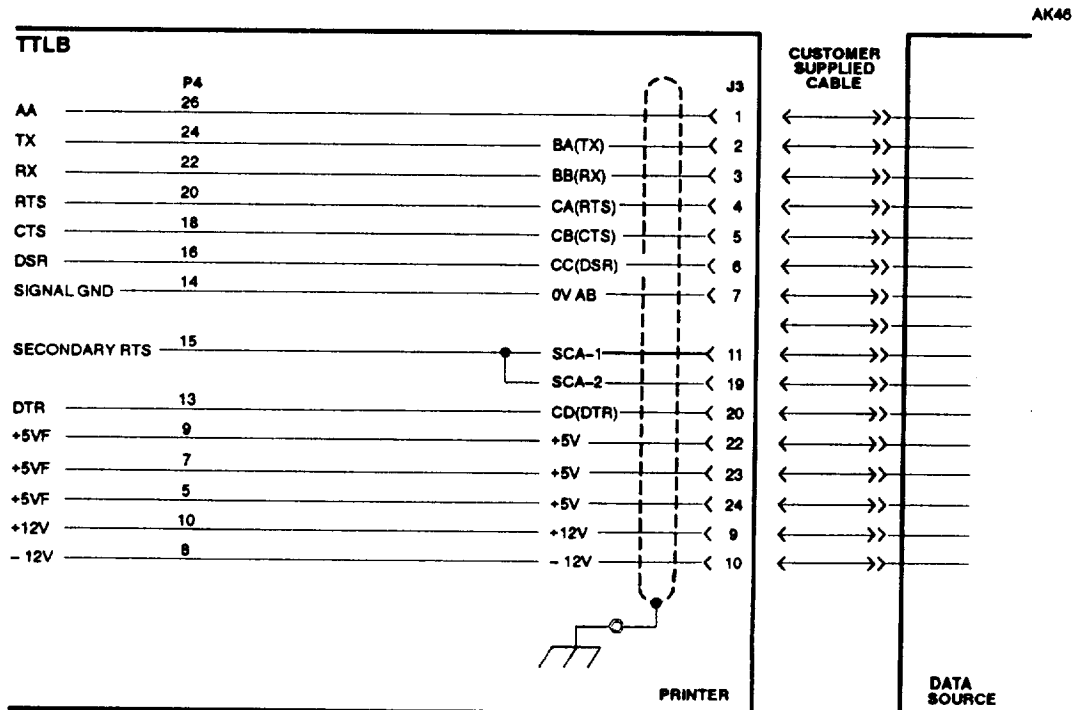 AK46
TTLB
CUSTOMER
SUPPLIED
CABLE
P4
J3
AA 26 1
TX 24 BA(TX) 2
RX 22 BB(RX) 3
RTS 20 CA(RTS) 4
CTS 18 CB(CTS) 5
DSR 16 CC(DSR) 6
SIGNAL GND 14 0V AB 7
SECONDARY RTS 15 SCA-1 11
SCA-2 19
DTR 13 CD(DTR) 20
+5VF 9 +5V 22
+5VF 7 +5V 23
+5VF 5 +5V 24
+12V 10 +12V 9
- 12V 8 - 12V 10
PRINTER
DATA
SOURCE